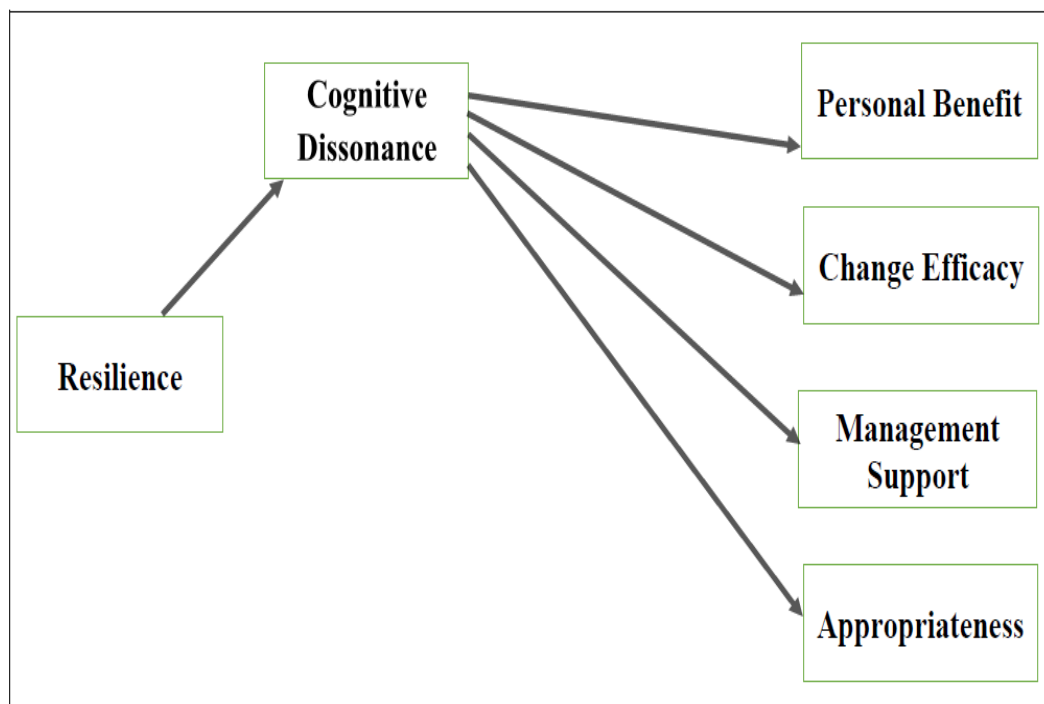 Cognitive
Dissonance
Personal Benefit
Change Efficacy
Resilience
Management
Support
Appropriateness